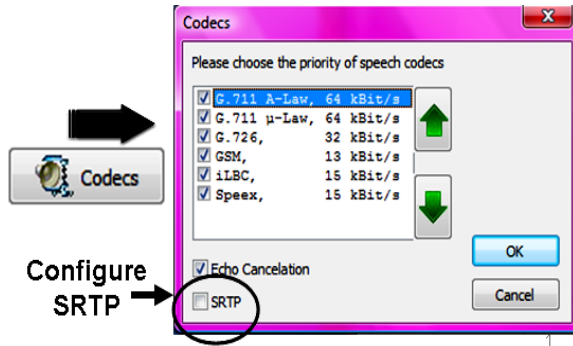 Codecs
Please choose the priority of speech codecs
G.711 A-Law, 64 kBit/s
G.711 µ-Law, 64 kBit/s
G.726, 32 kBit/s
GSM, 13 kBit/s
iLBC, 15 kBit/s
Speex, 15 kBit/s
Codecs
Echo Cancelation
OK
Configure
SRTP
SRTP
Cancel
1